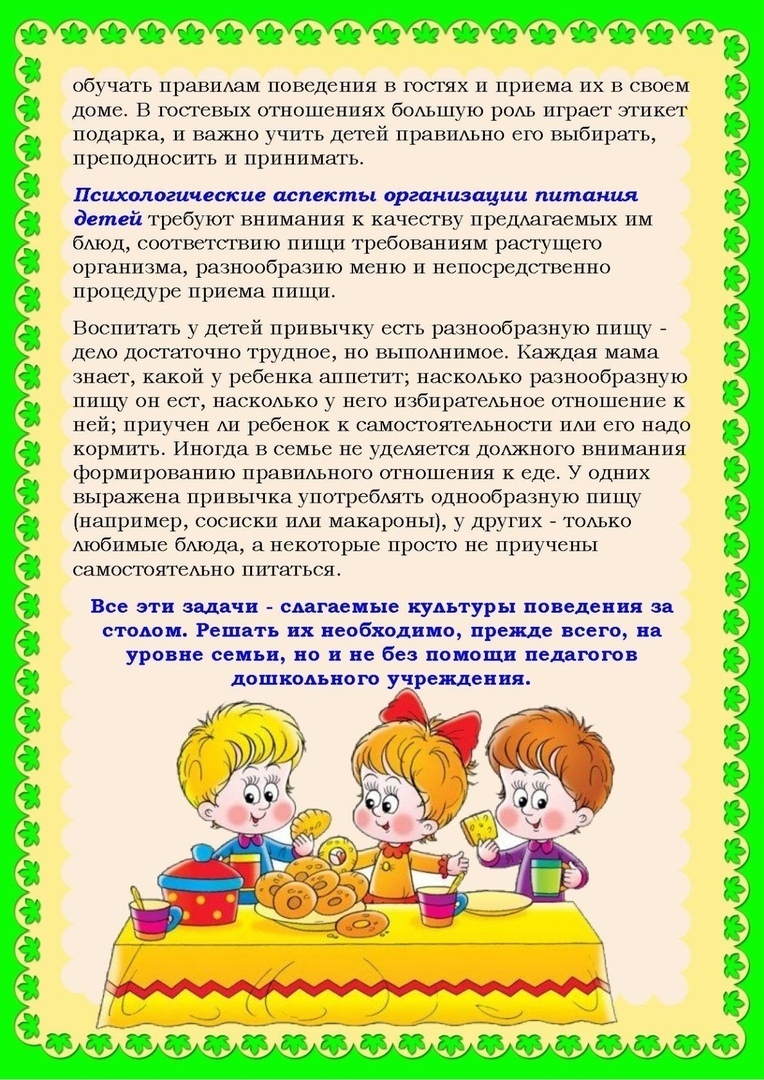 обучать правилам поведения в гостях и приема их в своем
доме. В гостевых отношениях большую роль играет этикет
подарка, и важно учить детей правильно его выбирать,
преподносить и принимать.
Психологические аспекты организации питания
детей требуют внимания к качеству предлагаемых им
блюд, соответствию пищи требованиям растущего
организма, разнообразию меню и непосредственно
процедуре приема пищи.
Воспитать у детей привычку есть разнообразную пищу -
дело достаточно трудное, но выполнимое. Каждая мама
знает, какой у ребенка аппетит; насколько разнообразную
пищу он ест, насколько у него избирательное отношение к
ней; приучен ли ребенок к самостоятельности или его надо
кормить. Иногда в семье не уделяется должного внимания
формированию правильного отношения к еде. У одних
выражена привычка употреблять однообразную пищу
(например, сосиски или макароны), у других - только
любимые блюда, а некоторые просто не приучены
самостоятельно питаться.
Все эти задачи - слагаемые культуры поведения за
столом. Решать их необходимо, прежде всего, на
уровне семьи, но и не без помощи педагогов
дошкольного учреждения.